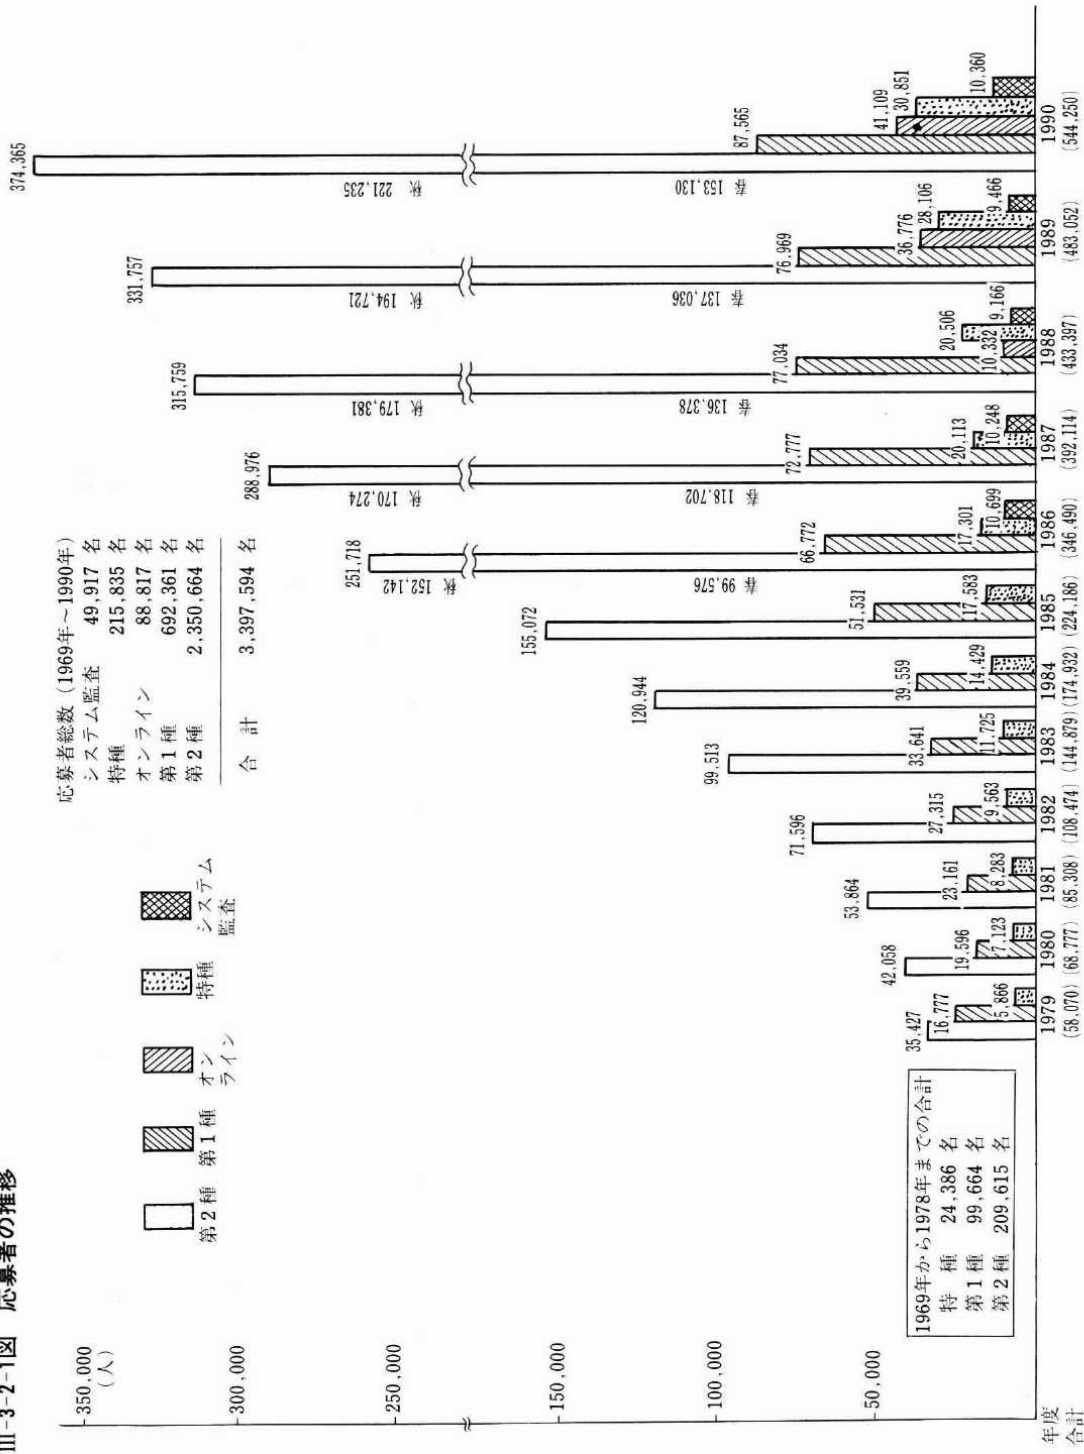 III-3-2-1図 応募者の推移
350,000
(人)
300,000
250,000
150,000
100,000
50,000
年度
合計
第2種
第1種
オン
ライン
特種
システム
監査
応募者総数 (1969年～1990年)
システム監査 49,917 名
特種 215,835 名
オンライン 88,817 名
第1種 692,361 名
第2種 2,350,664 名
合計 3,397,594 名
1969年から1978年までの合計
特種 24,386 名
第1種 99,664 名
第2種 209,615 名
35,427
16,777
5,866
1979
(58,070)
42,058
19,596
7,123
1980
(68,777)
53,864
23,161
8,283
1981
(85,308)
71,596
27,315
9,563
1982
(108,474)
99,513
33,641
11,725
1983
(144,879)
120,944
39,559
14,429
1984
(174,932)
155,072
51,531
17,583
1985
(224,186)
251,718
秋 152,142
春 99,576
66,772
17,301
10,699
1986
(346,490)
288,976
秋 170,274
春 118,702
72,777
20,113
10,248
1987
(392,114)
315,759
秋 179,381
春 136,378
77,034
10,332
20,506
9,166
1988
(433,397)
331,757
秋 194,721
春 137,036
76,969
36,776
28,106
9,466
1989
(483,052)
374,365
秋 221,235
春 153,130
87,565
41,109
30,851
10,360
1990
(544,250)